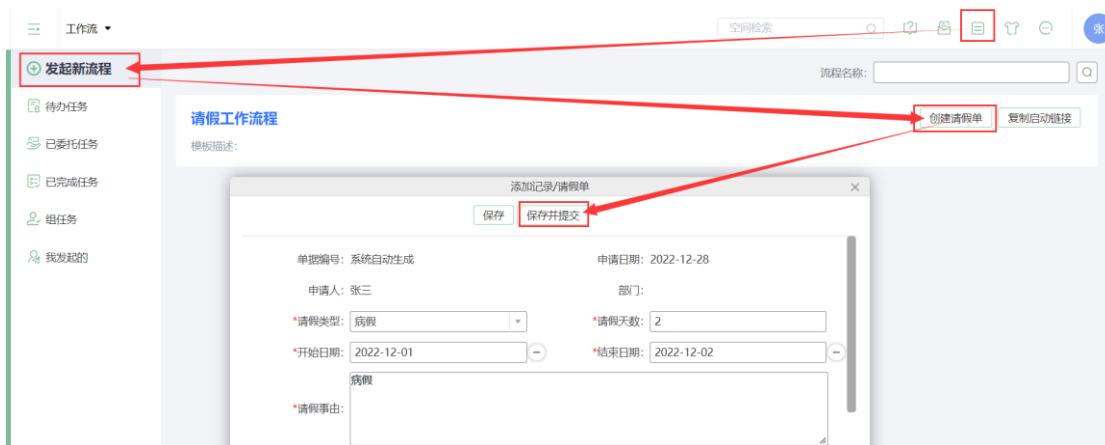 工作流
空间检索
张
发起新流程
流程名称:
待办任务
请假工作流程
创建请假单
复制启动链接
已委托任务
模板描述:
已完成任务
添加记录/请假单
组任务
保存
保存并提交
我发起的
单据编号: 系统自动生成
申请日期: 2022-12-28
申请人: 张三
部门:
*请假类型: 病假
*请假天数: 2
*开始日期: 2022-12-01
*结束日期: 2022-12-02
病假
*请假事由: